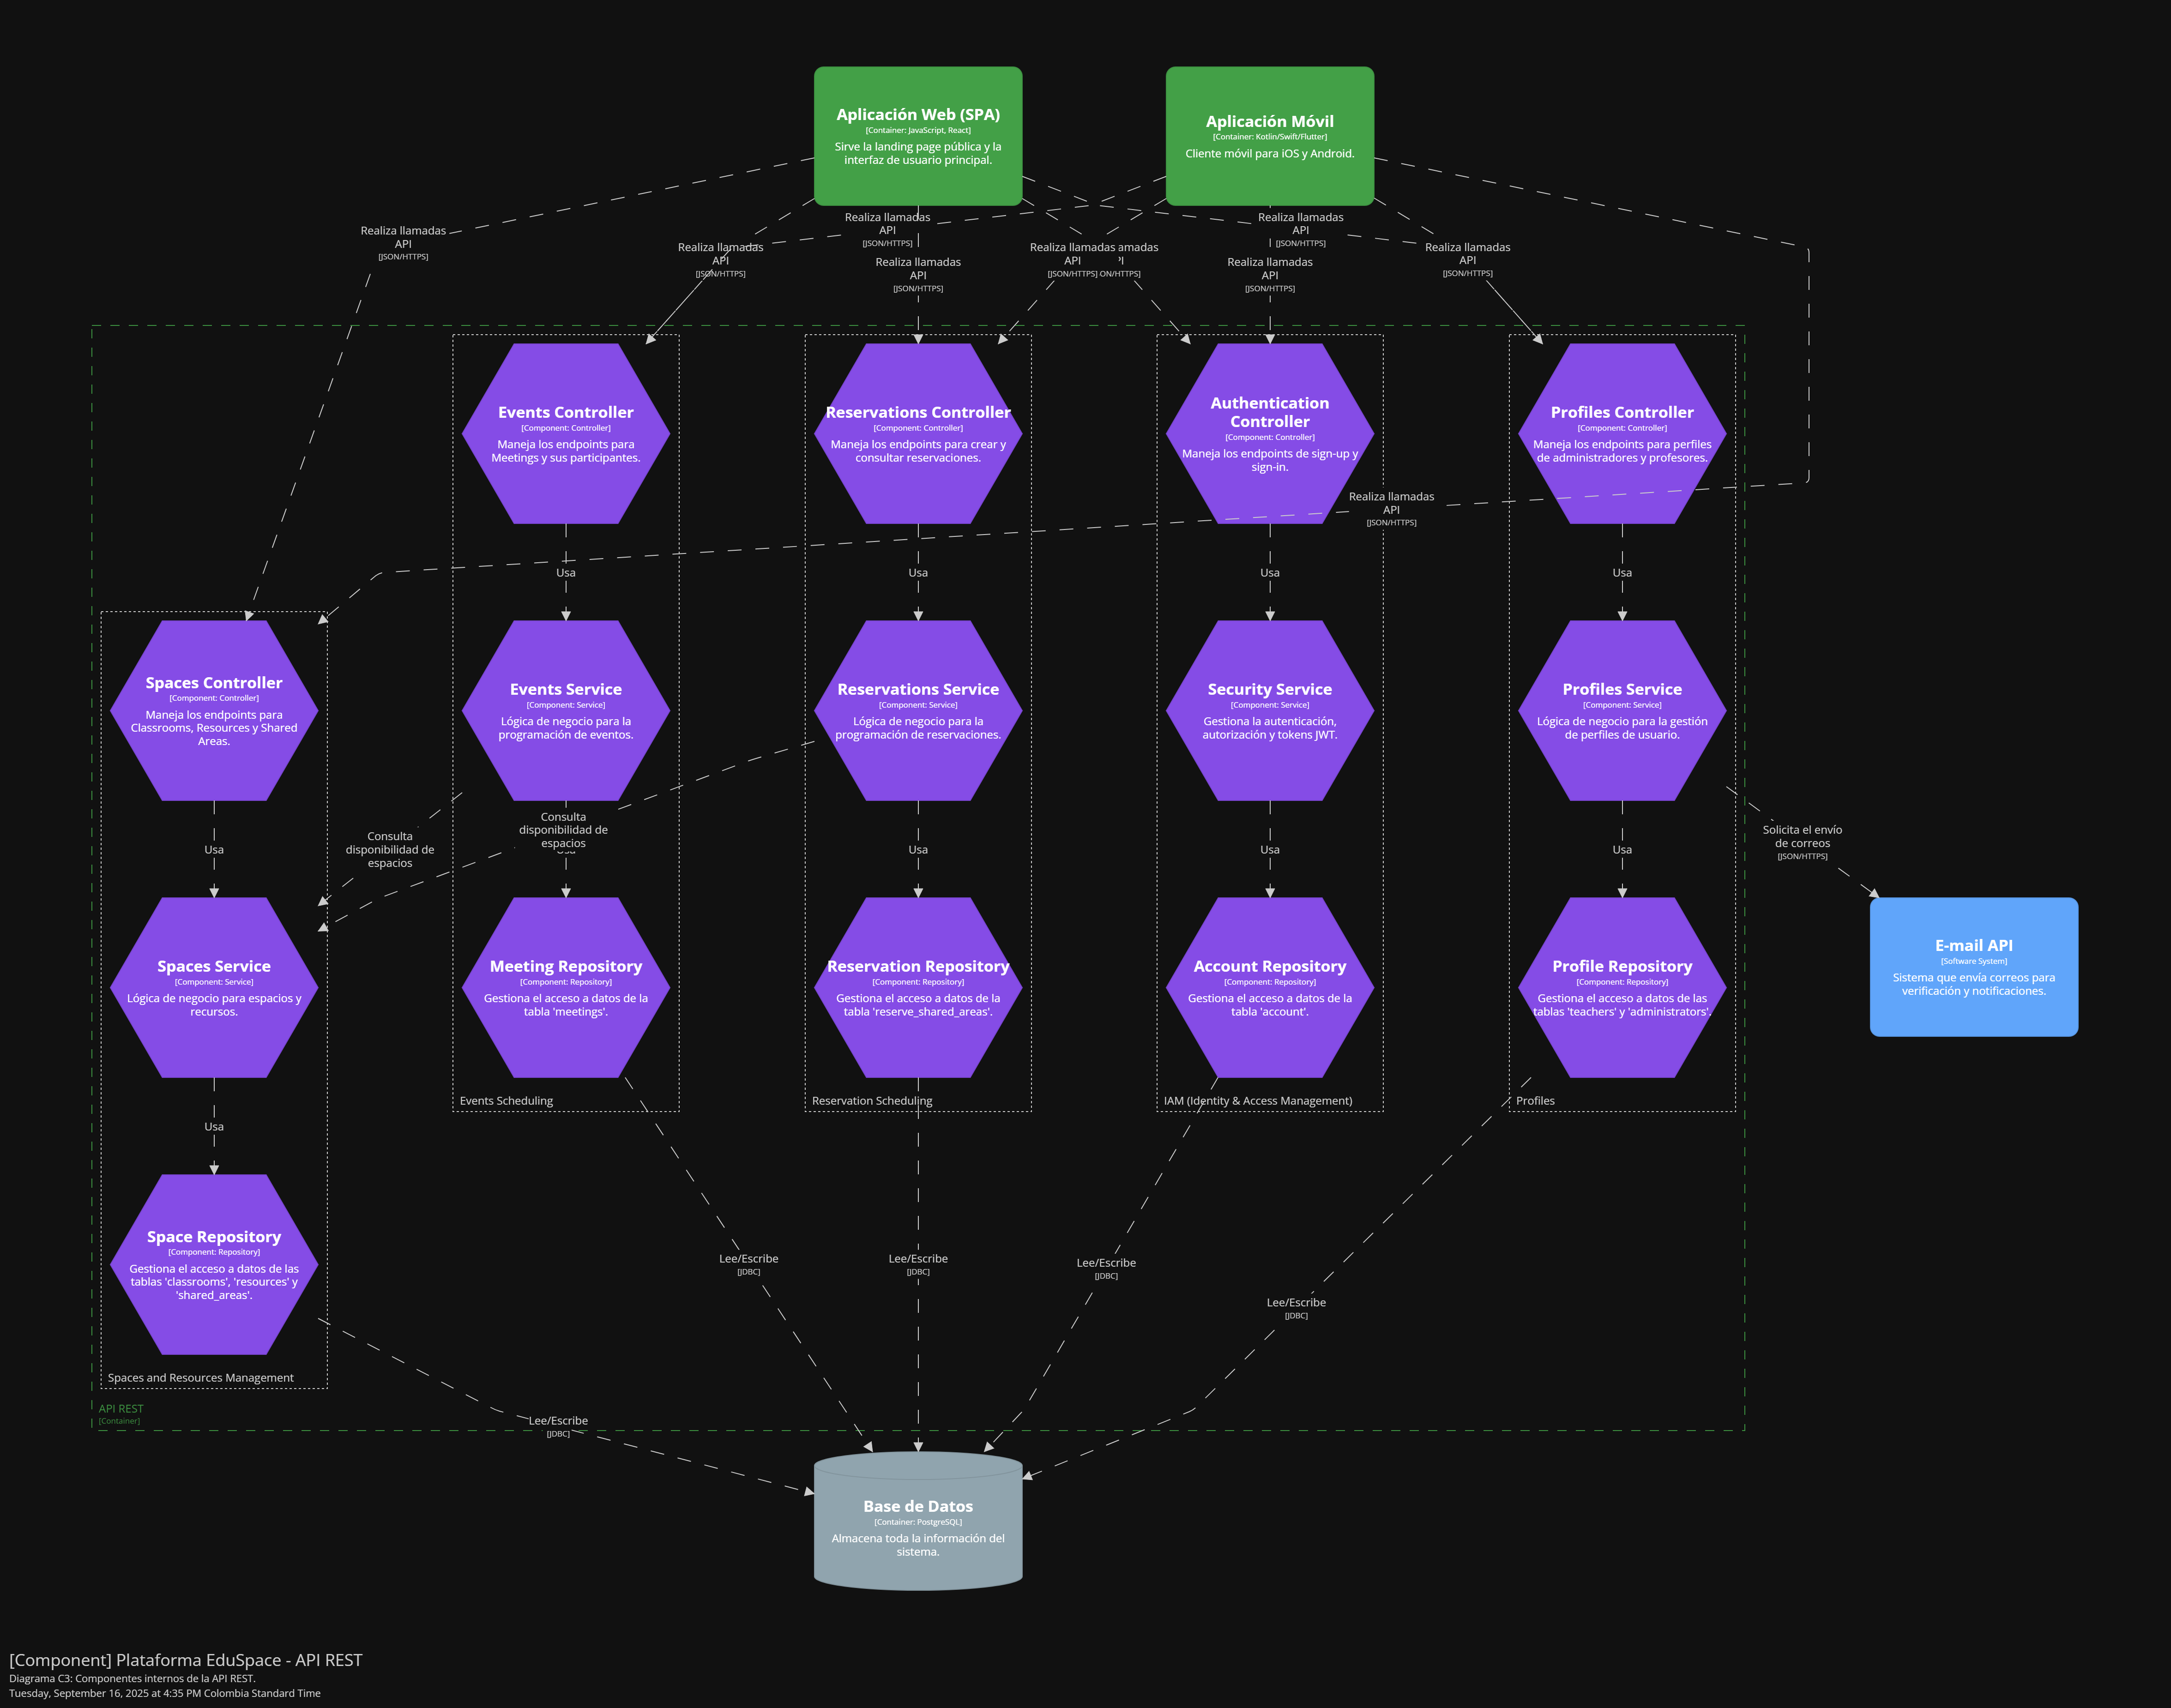 Aplicación Web (SPA)
[Container: JavaScript, React]
Sirve la landing page pública y la
interfaz de usuario principal.
Aplicación Móvil
[Container: Kotlin/Swift/Flutter]
Cliente móvil para iOS y Android.
Realiza llamadas
API
[JSON/HTTPS]
Realiza llamadas
API
[JSON/HTTPS]
Realiza llamadas
API
[JSON/HTTPS]
Realiza llamadas
API
[JSON/HTTPS]
Realiza llamadas
API
[JSON/HTTPS]
Realiza llamadas
API
[JSON/HTTPS]
Realiza llamadas
API
[JSON/HTTPS]
Realiza llamadas
API
[JSON/HTTPS]
Events Controller
[Component: Controller]
Maneja los endpoints para
Meetings y sus participantes.
Reservations Controller
[Component: Controller]
Maneja los endpoints para crear y
consultar reservaciones.
Authentication
Controller
[Component: Controller]
Maneja los endpoints de sign-up y
sign-in.
Profiles Controller
[Component: Controller]
Maneja los endpoints para perfiles
de administradores y profesores.
Realiza llamadas
API
[JSON/HTTPS]
Usa
Usa
Usa
Usa
Spaces Controller
[Component: Controller]
Maneja los endpoints para
Classrooms, Resources y Shared
Areas.
Events Service
[Component: Service]
Lógica de negocio para la
programación de eventos.
Reservations Service
[Component: Service]
Lógica de negocio para la
programación de reservaciones.
Security Service
[Component: Service]
Gestiona la autenticación,
autorización y tokens JWT.
Profiles Service
[Component: Service]
Lógica de negocio para la gestión
de perfiles de usuario.
Usa
Consulta
disponibilidad de
espacios
Consulta
disponibilidad de
espacios
Usa
Usa
Usa
Solicita el envío
de correos
[JSON/HTTPS]
Spaces Service
[Component: Service]
Lógica de negocio para espacios y
recursos.
Meeting Repository
[Component: Repository]
Gestiona el acceso a datos de la
tabla 'meetings'.
Reservation Repository
[Component: Repository]
Gestiona el acceso a datos de la
tabla 'reserve_shared_areas'.
Account Repository
[Component: Repository]
Gestiona el acceso a datos de la
tabla 'account'.
Profile Repository
[Component: Repository]
Gestiona el acceso a datos de las
tablas 'teachers' y 'administrators'.
E-mail API
[Software System]
Sistema que envía correos para
verificación y notificaciones.
Events Scheduling
Reservation Scheduling
IAM (Identity & Access Management)
Profiles
Usa
Space Repository
[Component: Repository]
Gestiona el acceso a datos de las
tablas 'classrooms', 'resources' y
'shared_areas'.
Lee/Escribe
[JDBC]
Lee/Escribe
[JDBC]
Lee/Escribe
[JDBC]
Lee/Escribe
[JDBC]
Spaces and Resources Management
API REST
[Container]
Lee/Escribe
[JDBC]
Base de Datos
[Container: PostgreSQL]
Almacena toda la información del
sistema.
[Component] Plataforma EduSpace - API REST
Diagrama C3: Componentes internos de la API REST.
Tuesday, September 16, 2025 at 4:35 PM Colombia Standard Time